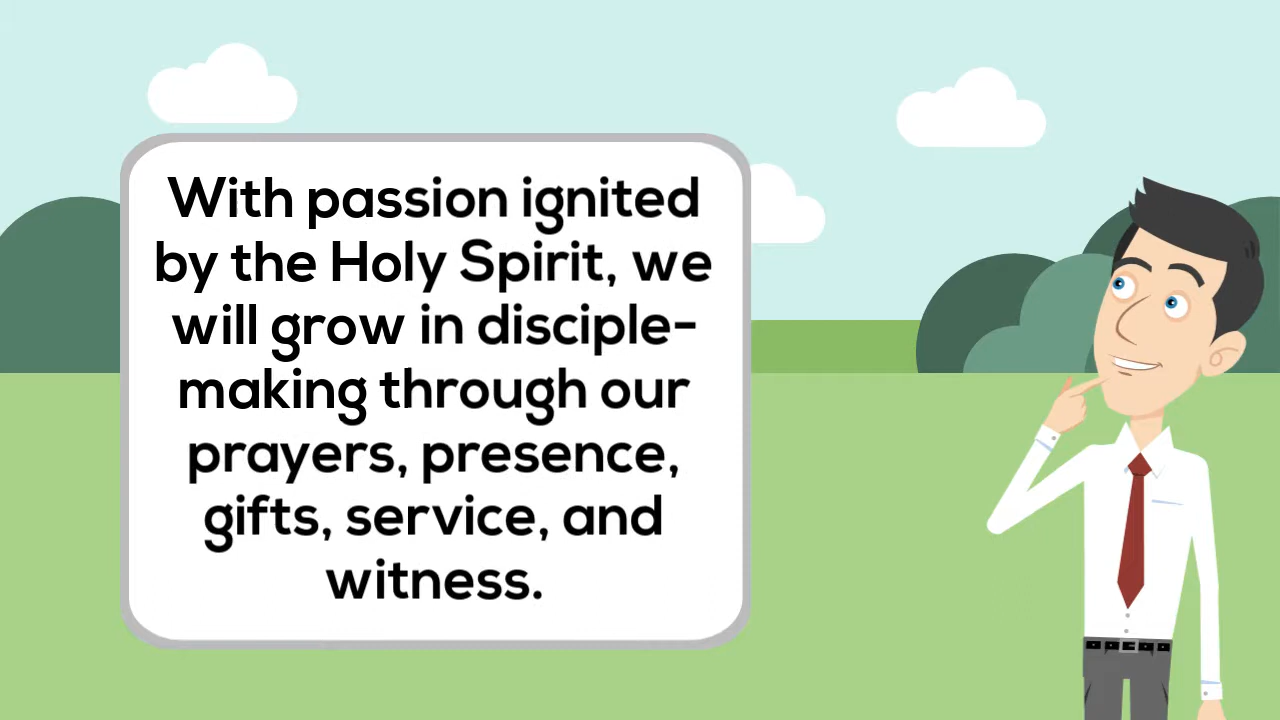 With passion ignited
by the Holy Spirit, we
will grow in disciple-
making through our
prayers, presence,
gifts, service, and
witness.